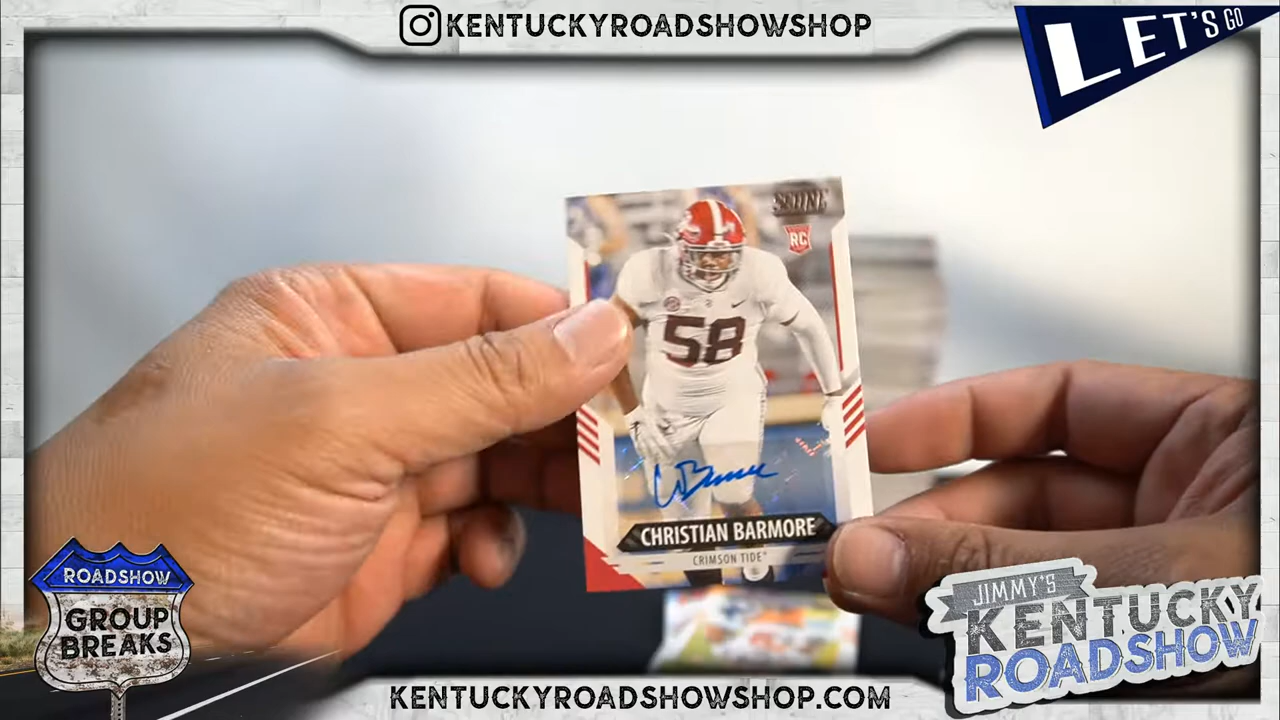 KENTUCKYROADSHOWSHOP
LET'S GO
SCORE
RC
58
CHRISTIAN BARMORE
CRIMSON TIDE
ROADSHOW
GROUP
BREAKS
JIMMY'S
KENTUCKY
ROADSHOW
KENTUCKYROADSHOWSHOP.COM